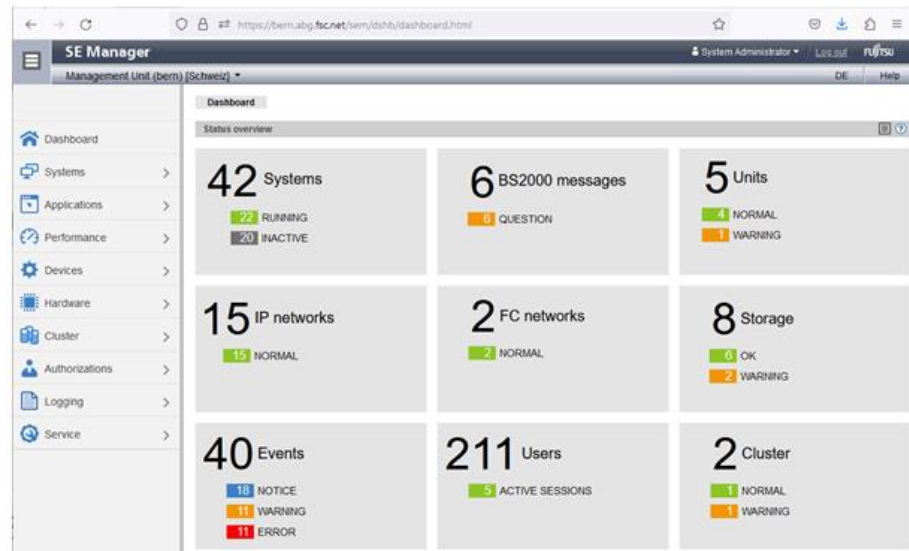 https://bern.abg.fsc.net/sem/dshb/dashboard.html
SE Manager
System Administrator
Log out
FUJITSU
Management Unit (bern) [Schweiz]
DE
Help
Dashboard
Status overview
Dashboard
Systems
Applications
Performance
Devices
Hardware
Cluster
Authorizations
Logging
Service
42 Systems
22 RUNNING
20 INACTIVE
6 BS2000 messages
6 QUESTION
5 Units
4 NORMAL
1 WARNING
15 IP networks
15 NORMAL
2 FC networks
2 NORMAL
8 Storage
6 OK
2 WARNING
40 Events
18 NOTICE
11 WARNING
11 ERROR
211 Users
5 ACTIVE SESSIONS
2 Cluster
1 NORMAL
1 WARNING